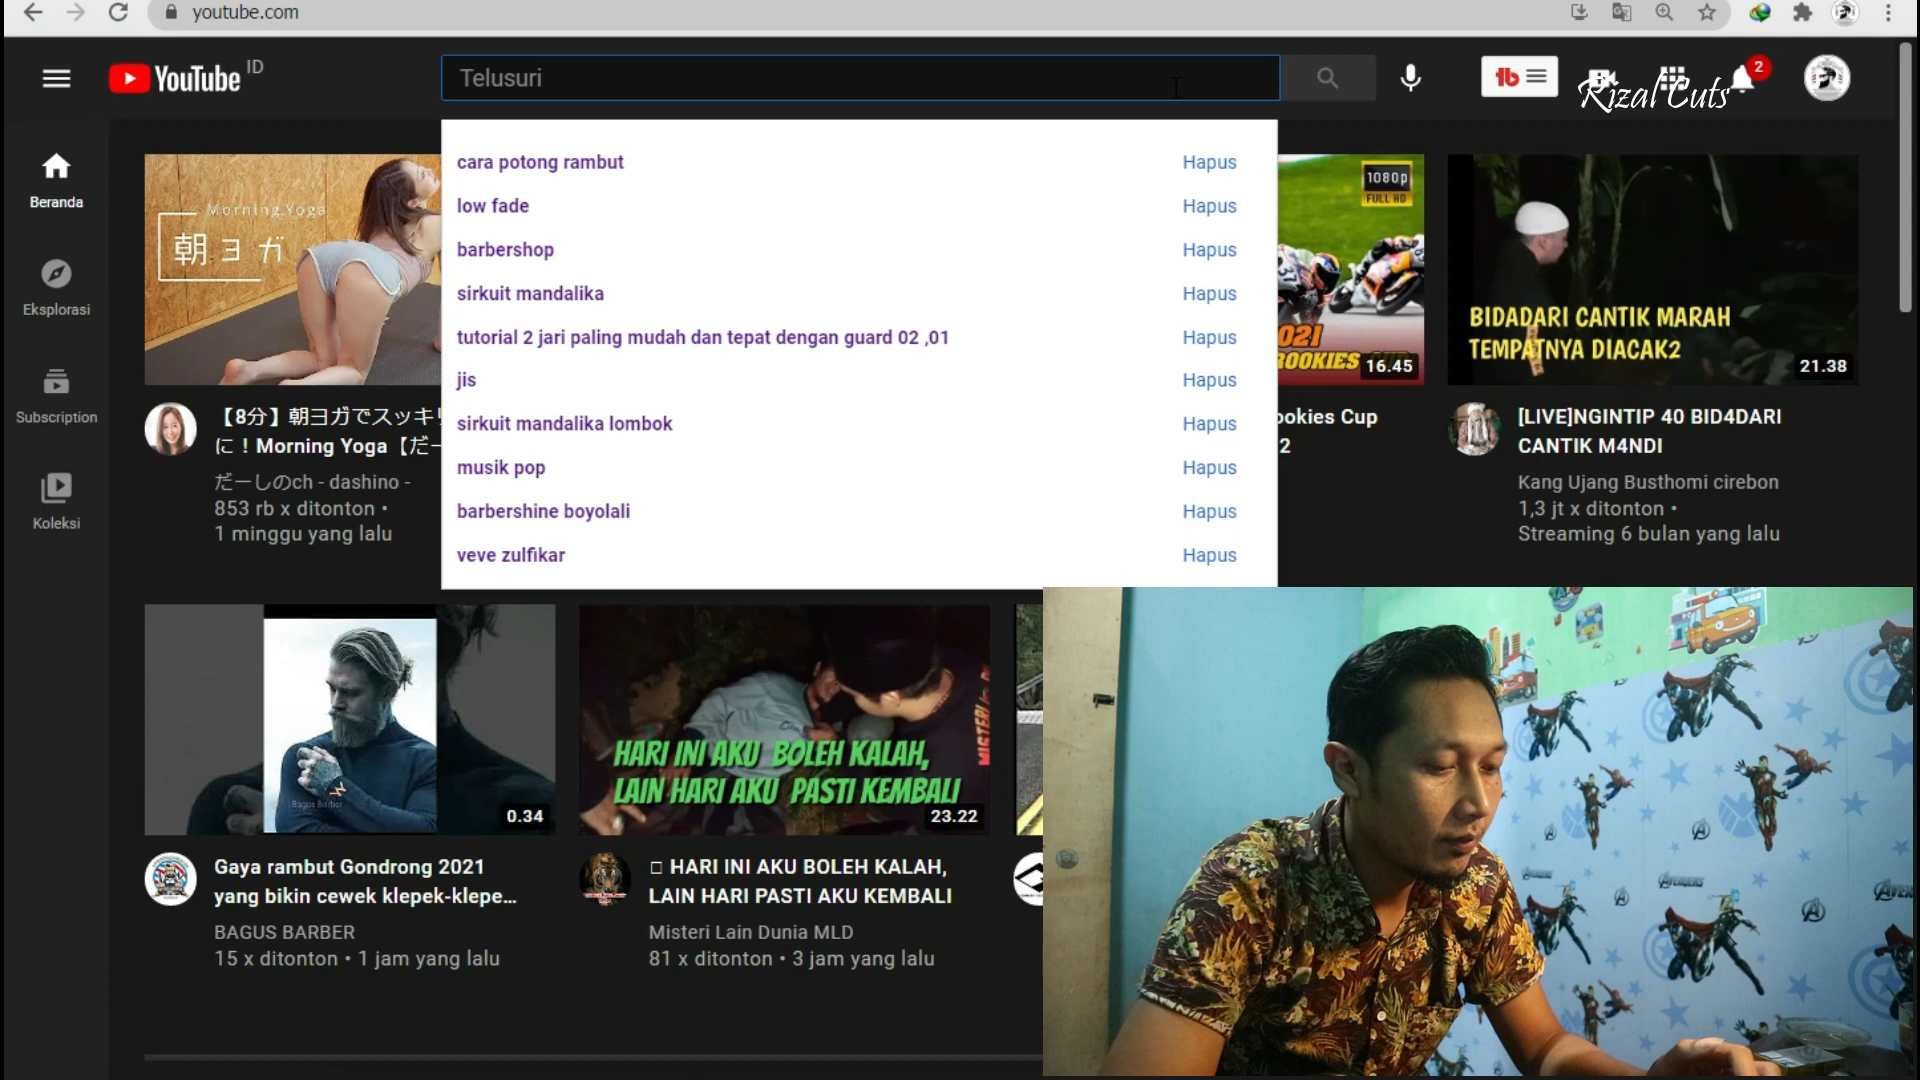 youtube.com
YouTube ID
Telusuri
2
Rizal Cuts
cara potong rambut Hapus
low fade Hapus
barbershop Hapus
sirkuit mandalika Hapus
tutorial 2 jari paling mudah dan tepat dengan guard 02 ,01 Hapus
jis Hapus
sirkuit mandalika lombok Hapus
musik pop Hapus
barbershine boyolali Hapus
veve zulfikar Hapus
Beranda
Eksplorasi
Subscription
Koleksi
Morning Yoga
朝ヨガ
【8分】朝ヨガでスッキリ
に！Morning Yoga【だー
だーしのch - dashino -
853 rb x ditonton •
1 minggu yang lalu
1080p
FULL HD
37
021
ROOKIES
16.45
ookies Cup
2
BIDADARI CANTIK MARAH
TEMPATNYA DIACAK2
21.38
[LIVE]NGINTIP 40 BID4DARI
CANTIK M4NDI
Kang Ujang Busthomi cirebon
1,3 jt x ditonton •
Streaming 6 bulan yang lalu
Bagus Barber
0.34
Gaya rambut Gondrong 2021
yang bikin cewek klepek-klepe...
BAGUS BARBER
15 x ditonton • 1 jam yang lalu
HARI INI AKU BOLEH KALAH,
LAIN HARI AKU PASTI KEMBALI
23.22
HARI INI AKU BOLEH KALAH,
LAIN HARI PASTI AKU KEMBALI
Misteri Lain Dunia MLD
81 x ditonton • 3 jam yang lalu
AVENGERS